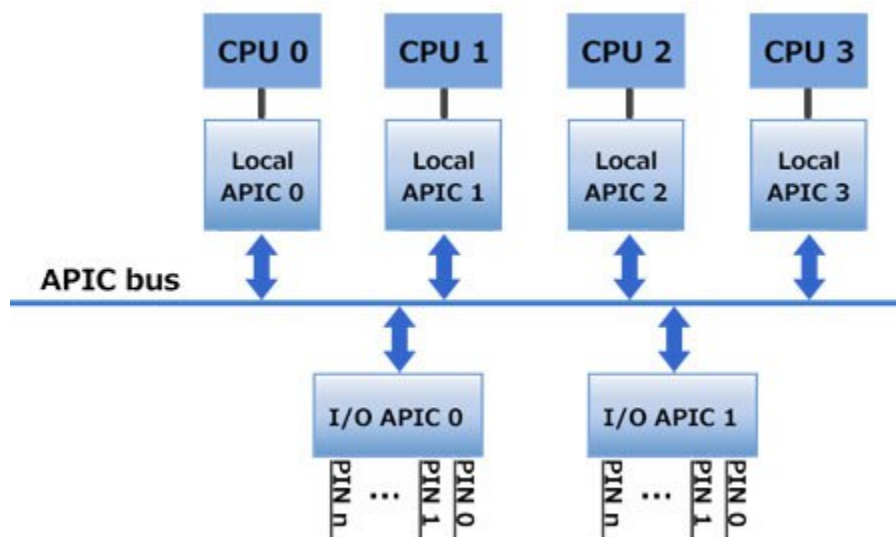 CPU 0
CPU 1
CPU 2
CPU 3
Local
APIC 0
Local
APIC 1
Local
APIC 2
Local
APIC 3
APIC bus
I/O APIC 0
I/O APIC 1
PIN n
...
PIN 1
PIN 0
PIN n
...
PIN 1
PIN 0